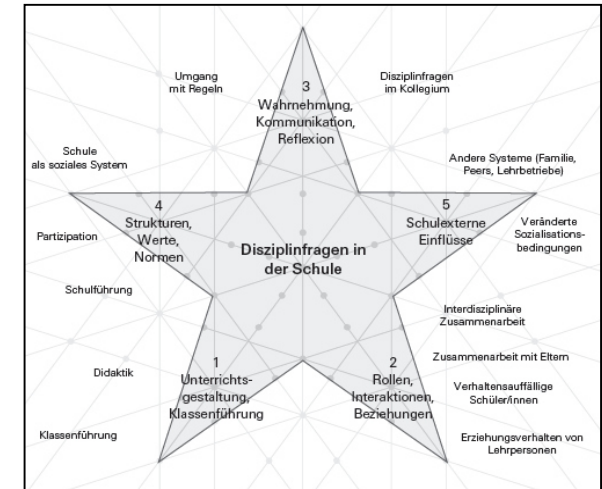 Umgang
mit Regeln
Disziplinfragen
im Kollegium
3
Wahrnehmung,
Kommunikation,
Reflexion
Schule
als soziales System
Andere Systeme (Familie,
Peers, Lehrbetriebe)
4
Strukturen,
Werte,
Normen
5
Schulexterne
Einflüsse
Partizipation
Veränderte
Sozialisations-
bedingungen
Disziplinfragen in
der Schule
Schulführung
Interdisziplinäre
Zusammenarbeit
Didaktik
1
Unterrichts-
gestaltung,
Klassenführung
2
Rollen,
Interaktionen,
Beziehungen
Zusammenarbeit mit Eltern
Verhaltensauffällige
Schüler/innen
Klassenführung
Erziehungsverhalten von
Lehrpersonen